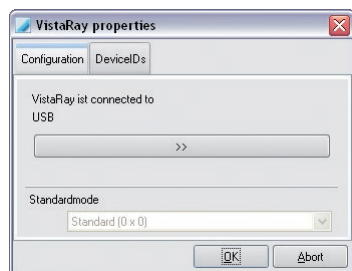 VistaRay properties
Configuration DeviceIDs
VistaRay ist connected to
USB
>>
Standardmode
Standard (0 x 0)
OK Abort